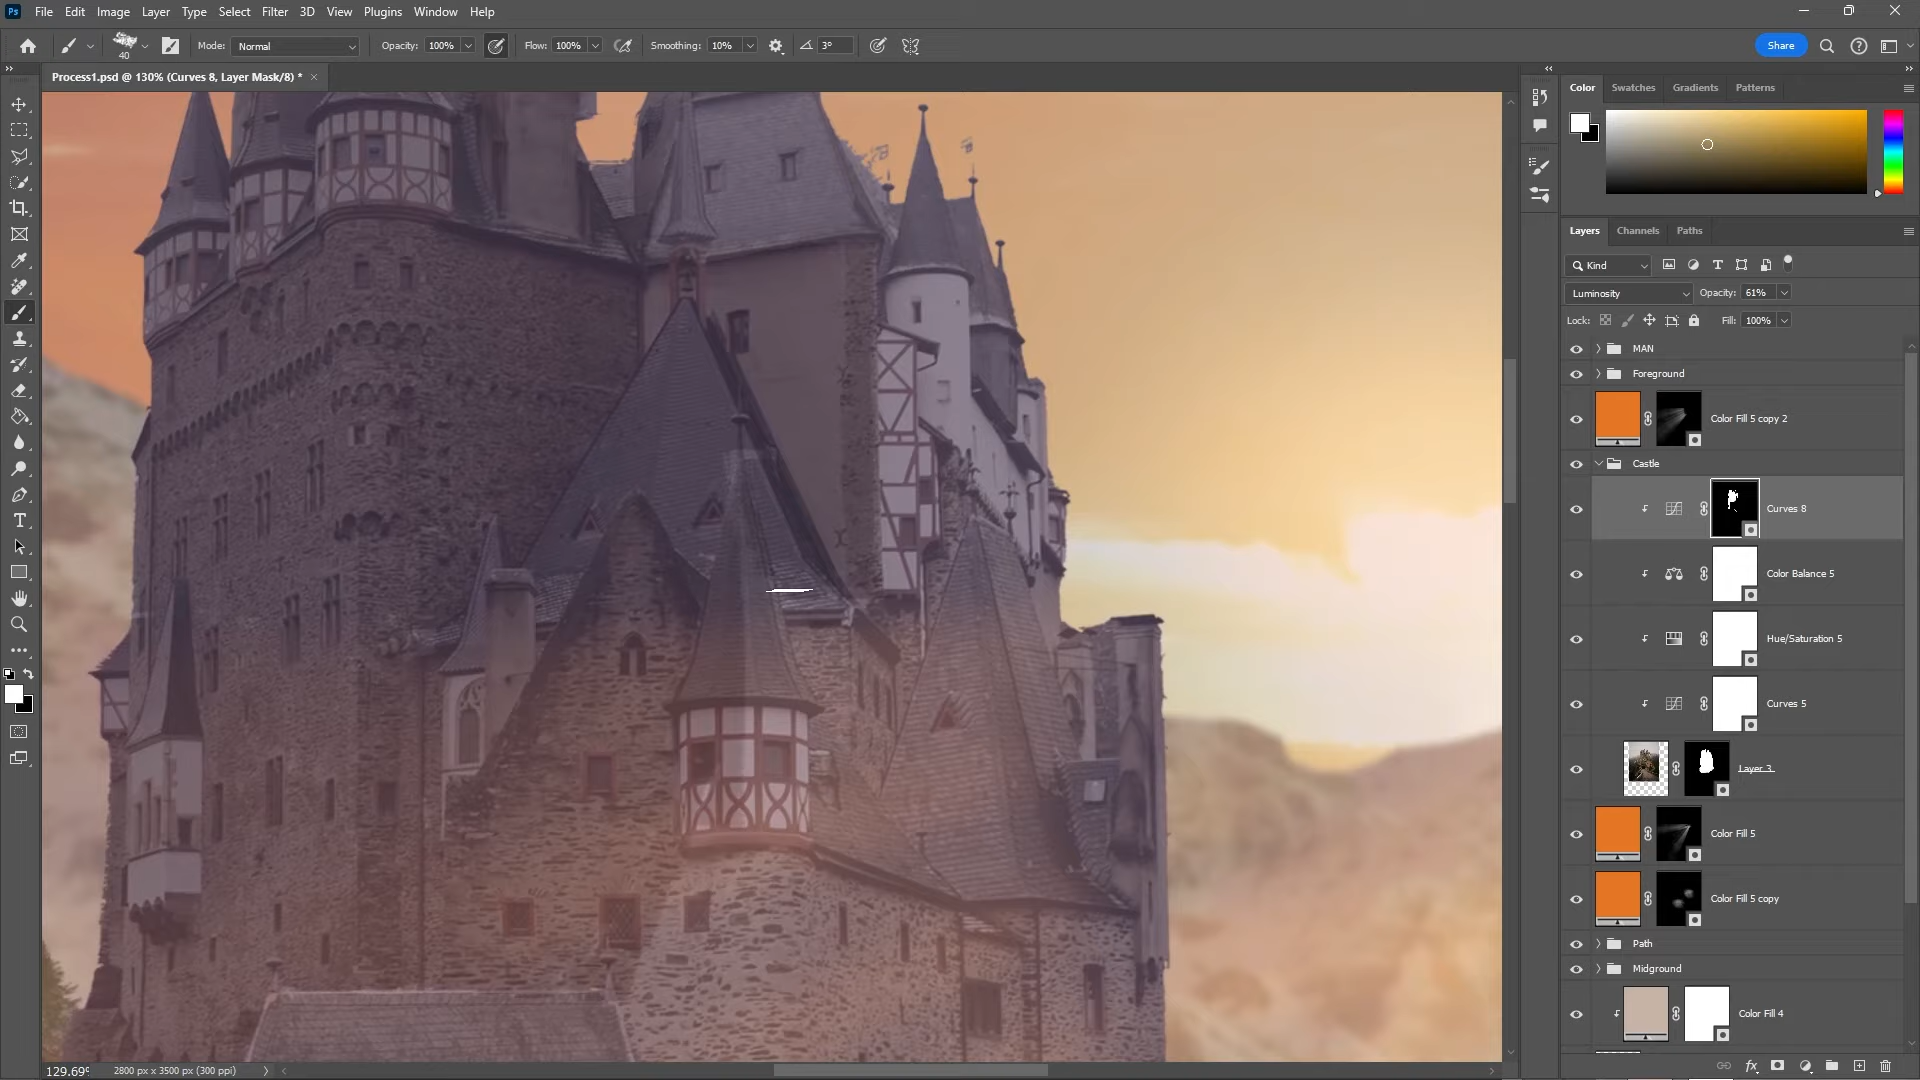 Ps File Edit Image Layer Type Select Filter 3D View Plugins Window Help
40 Mode: Normal Opacity: 100% Flow: 100% Smoothing: 10% 3° Share
Process1.psd @ 130% (Curves 8, Layer Mask/8) *
Color Swatches Gradients Patterns
Layers Channels Paths
Kind
Luminosity Opacity: 61%
Lock: Fill: 100%
MAN
Foreground
Color Fill 5 copy 2
Castle
Curves 8
Color Balance 5
Hue/Saturation 5
Curves 5
Layer 3
Color Fill 5
Color Fill 5 copy
Path
Midground
Color Fill 4
129.69% 2800 px x 3500 px (300 ppi)